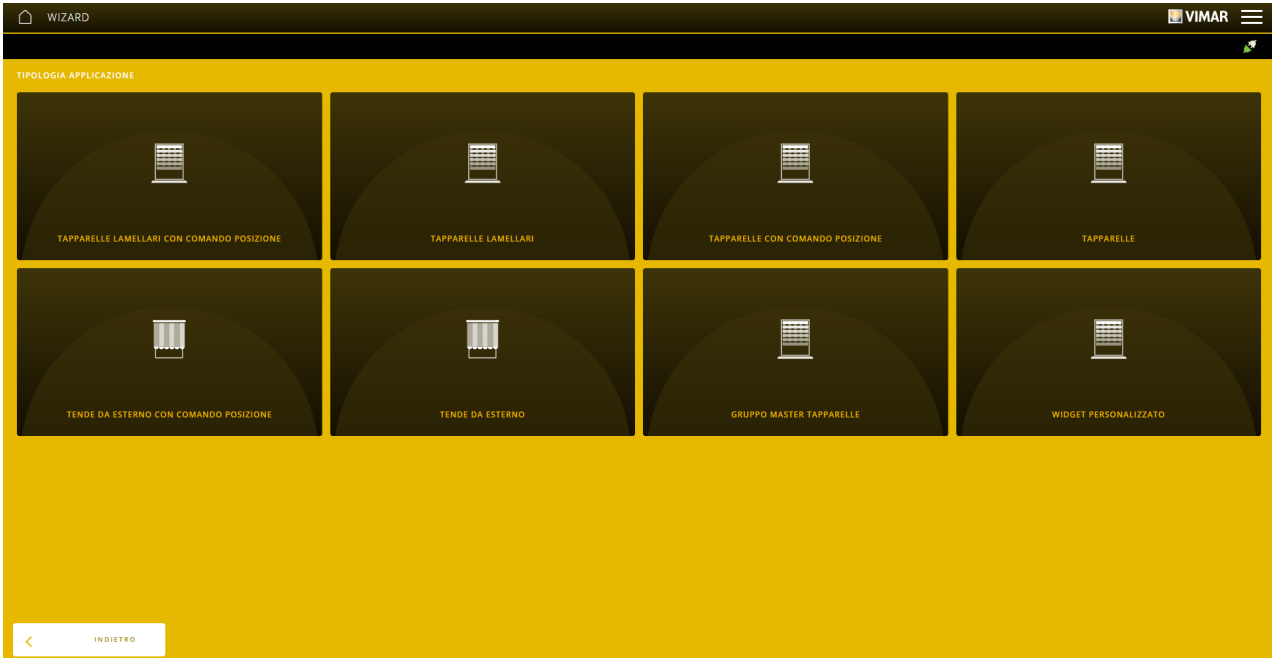 WIZARD
VIMAR
TIPOLOGIA APPLICAZIONE
TAPPARELLE LAMELLARI CON COMANDO POSIZIONE
TAPPARELLE LAMELLARI
TAPPARELLE CON COMANDO POSIZIONE
TAPPARELLE
TENDE DA ESTERNO CON COMANDO POSIZIONE
TENDE DA ESTERNO
GRUPPO MASTER TAPPARELLE
WIDGET PERSONALIZZATO
INDIETRO